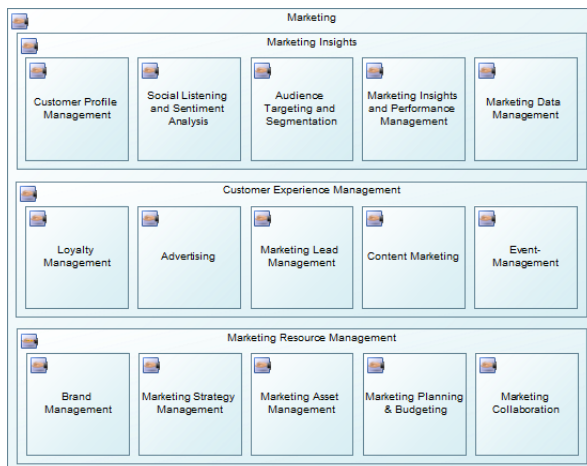 Marketing
Marketing Insights
Customer Profile
Management
Social Listening
and Sentiment
Analysis
Audience
Targeting and
Segmentation
Marketing Insights
and Performance
Management
Marketing Data
Management
Customer Experience Management
Loyalty
Management
Advertising
Marketing Lead
Management
Content Marketing
Event-
Management
Marketing Resource Management
Brand
Management
Marketing Strategy
Management
Marketing Asset
Management
Marketing Planning
& Budgeting
Marketing
Collaboration